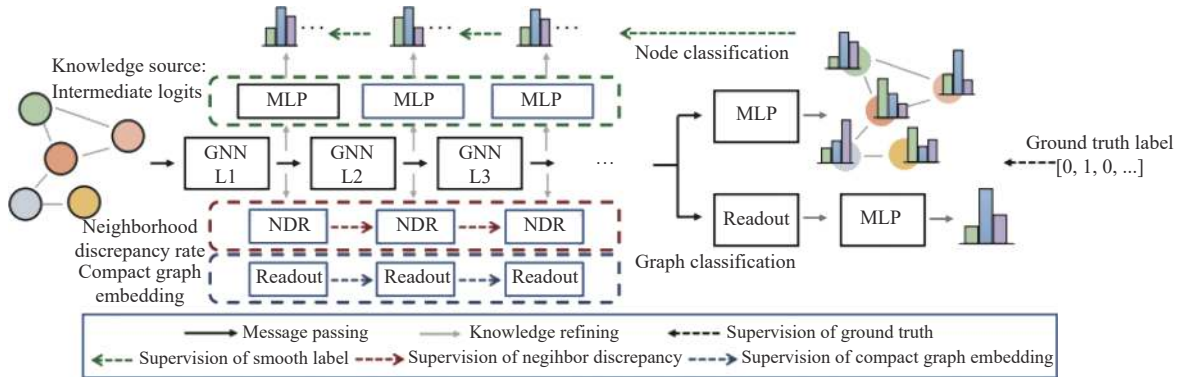 Knowledge source:
Intermediate logits
... ... ...
MLP MLP MLP
GNN L1
GNN L2
GNN L3
...
NDR NDR NDR
Readout Readout Readout
Neighborhood
discrepancy rate
Compact graph
embedding
Node classification
MLP
Ground truth label
[0, 1, 0, ...]
Readout MLP
Graph classification
Message passing Knowledge refining Supervision of ground truth
Supervision of smooth label Supervision of negihbor discrepancy Supervision of compact graph embedding